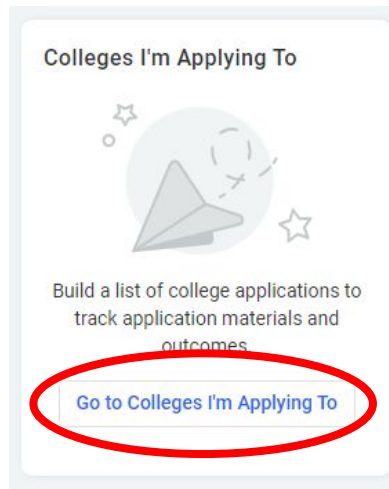 Colleges I'm Applying To
Build a list of college applications to
track application materials and
outcomes
Go to Colleges I'm Applying To